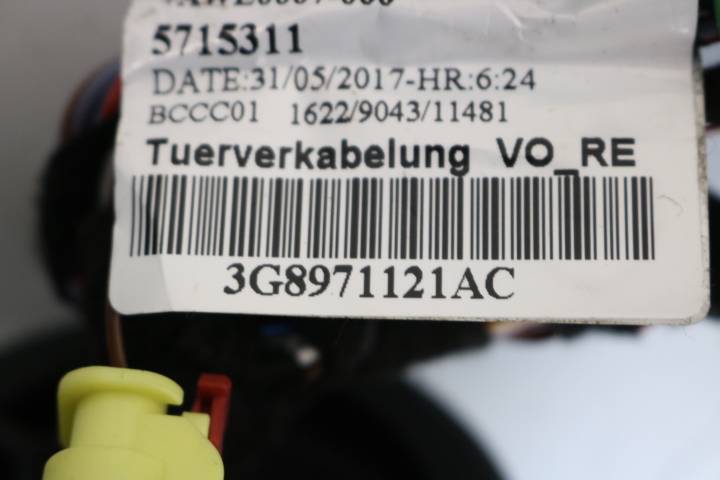 5715311
DATE:31/05/2017-HR:6:24
BCCC01 1622/9043/11481
Tuerverkabelung VO_RE
3G8971121AC